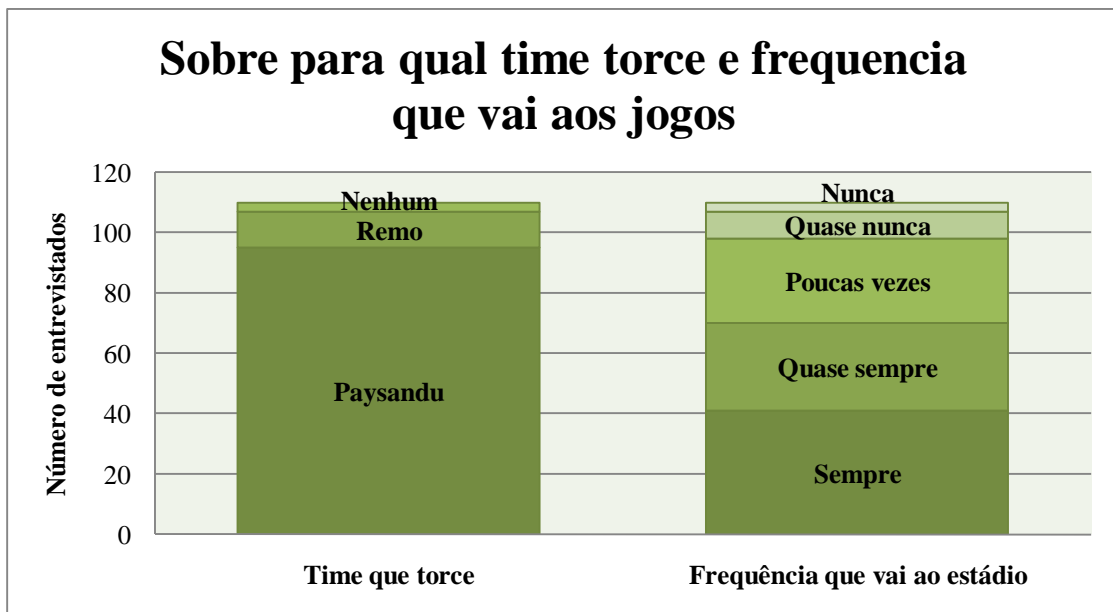 Sobre para qual time torce e frequencia
que vai aos jogos
Número de entrevistados
120
100
80
60
40
20
0
Nenhum
Remo
Paysandu
Nunca
Quase nunca
Poucas vezes
Quase sempre
Sempre
Time que torce
Frequência que vai ao estádio